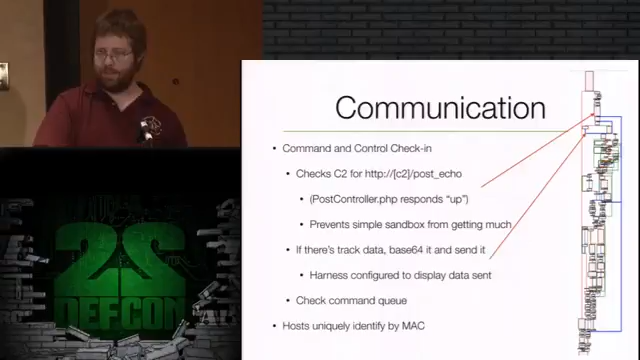 Communication
• Command and Control Check-in
• Checks C2 for http://[c2]/post_echo
• (PostController.php responds “up”)
• Prevents simple sandbox from getting much
• If there’s track data, base64 it and send it
• Harness configured to display data sent
• Check command queue
• Hosts uniquely identify by MAC
22
DEFCON